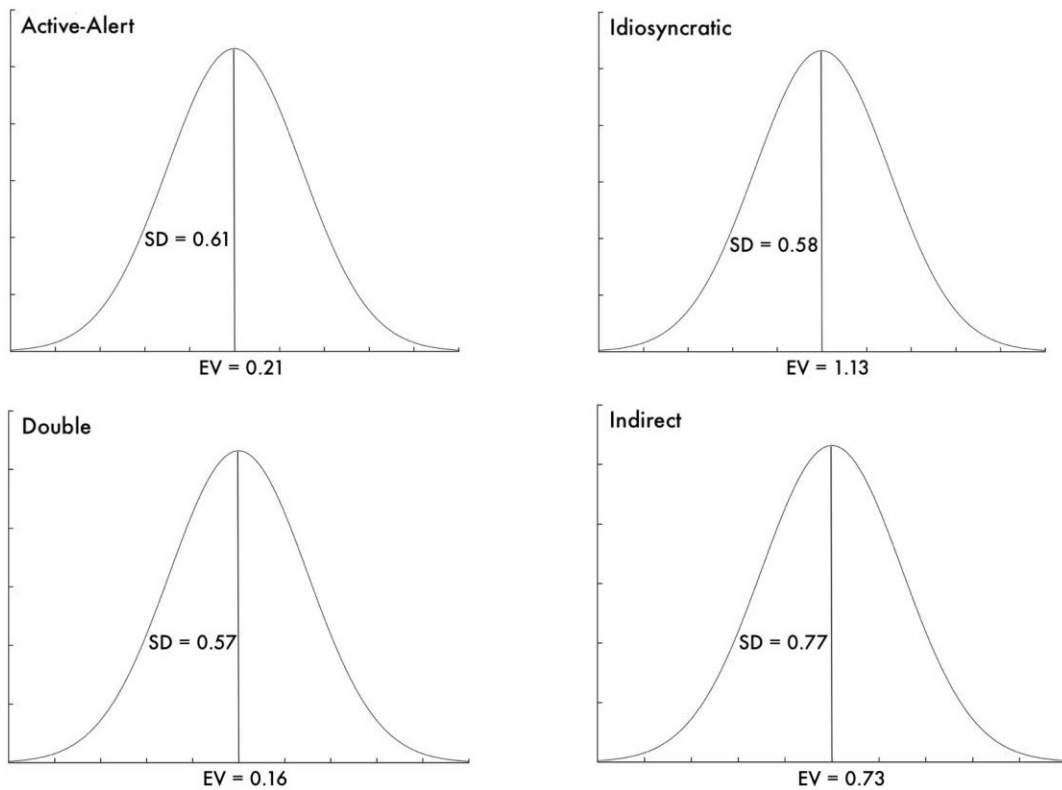 Active-Alert
SD = 0.61
EV = 0.21
Idiosyncratic
SD = 0.58
EV = 1.13
Double
SD = 0.57
EV = 0.16
Indirect
SD = 0.77
EV = 0.73